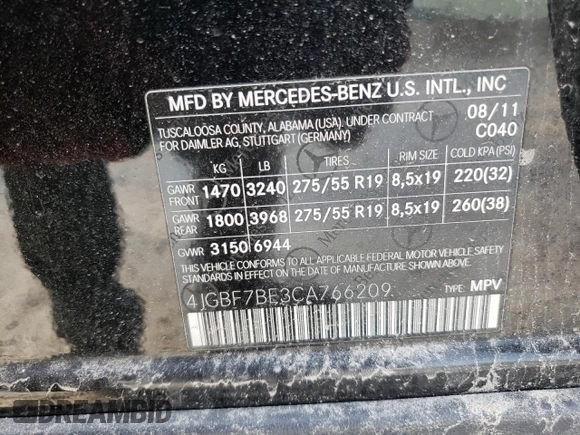 MFD BY MERCEDES-BENZ U.S. INTL., INC
TUSCALOOSA COUNTY, ALABAMA (USA). UNDER CONTRACT 08/11
FOR DAIMLER AG, STUTTGART (GERMANY) C040
KG LB TIRES RIM SIZE COLD KPA (PSI)
GAWR FRONT 1470 3240 275/55 R19 8,5x19 220(32)
GAWR REAR 1800 3968 275/55 R19 8,5x19 260(38)
GVWR 3150 6944
THIS VEHICLE CONFORMS TO ALL APPLICABLE FEDERAL MOTOR VEHICLE SAFETY
STANDARDS IN EFFECT ON THE DATE OF MANUFACTURE SHOWN ABOVE.
4JGBF7BE3CA766209 TYPE: MPV
DREAMBID